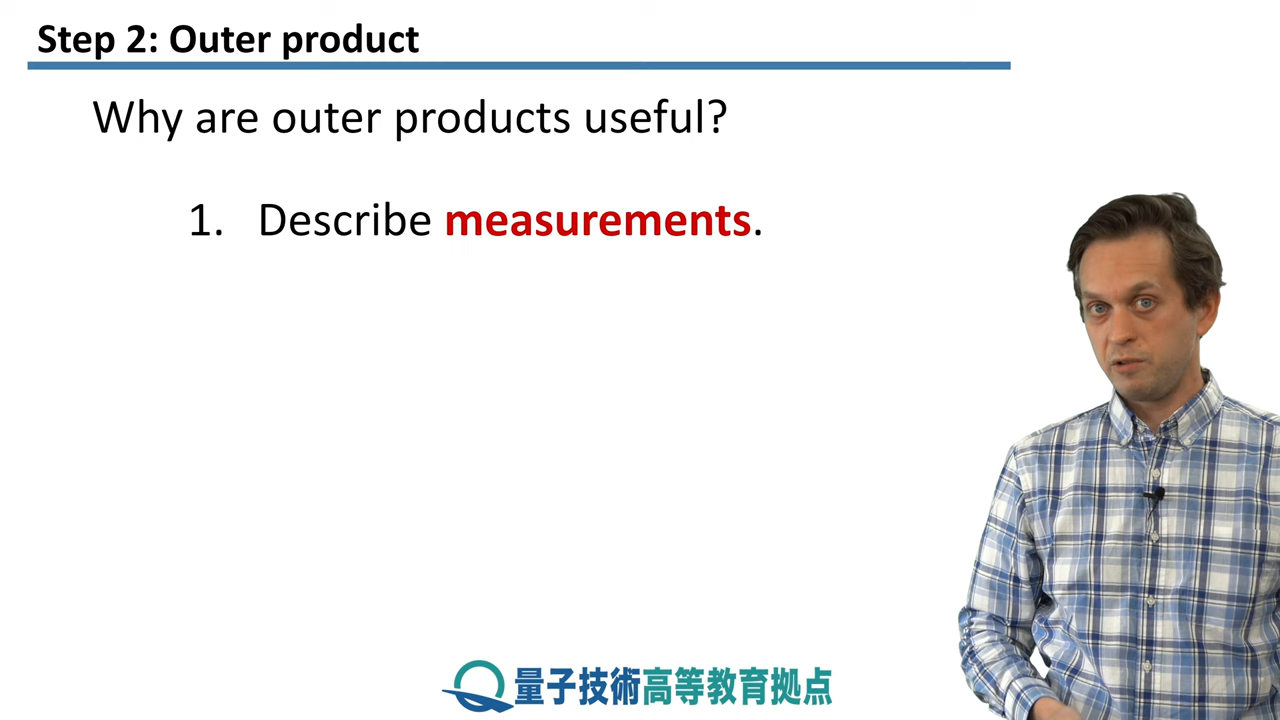 Step 2: Outer product
Why are outer products useful?
1. Describe measurements.
量子技術高等教育拠点